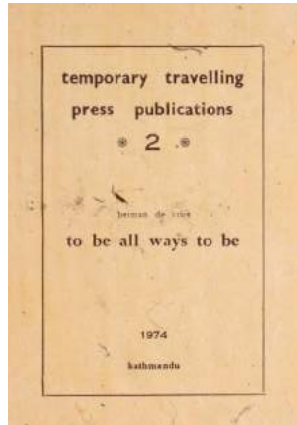 temporary travelling
press publications
* 2 *
herman de vries
to be all ways to be
1974
kathmandu